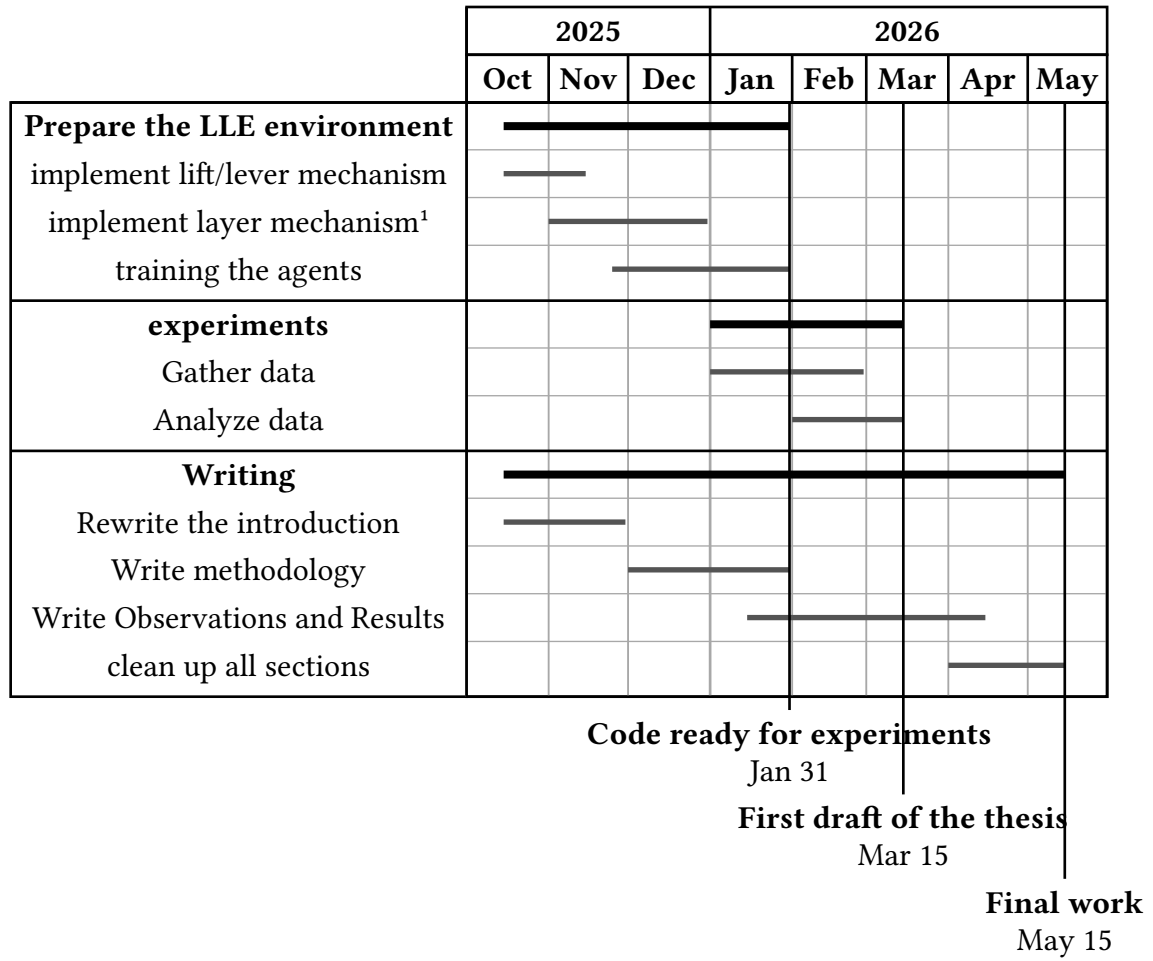 2025 2026
Oct Nov Dec Jan Feb Mar Apr May
Prepare the LLE environment
implement lift/lever mechanism
implement layer mechanism¹
training the agents
experiments
Gather data
Analyze data
Writing
Rewrite the introduction
Write methodology
Write Observations and Results
clean up all sections
Code ready for experiments
Jan 31
First draft of the thesis
Mar 15
Final work
May 15